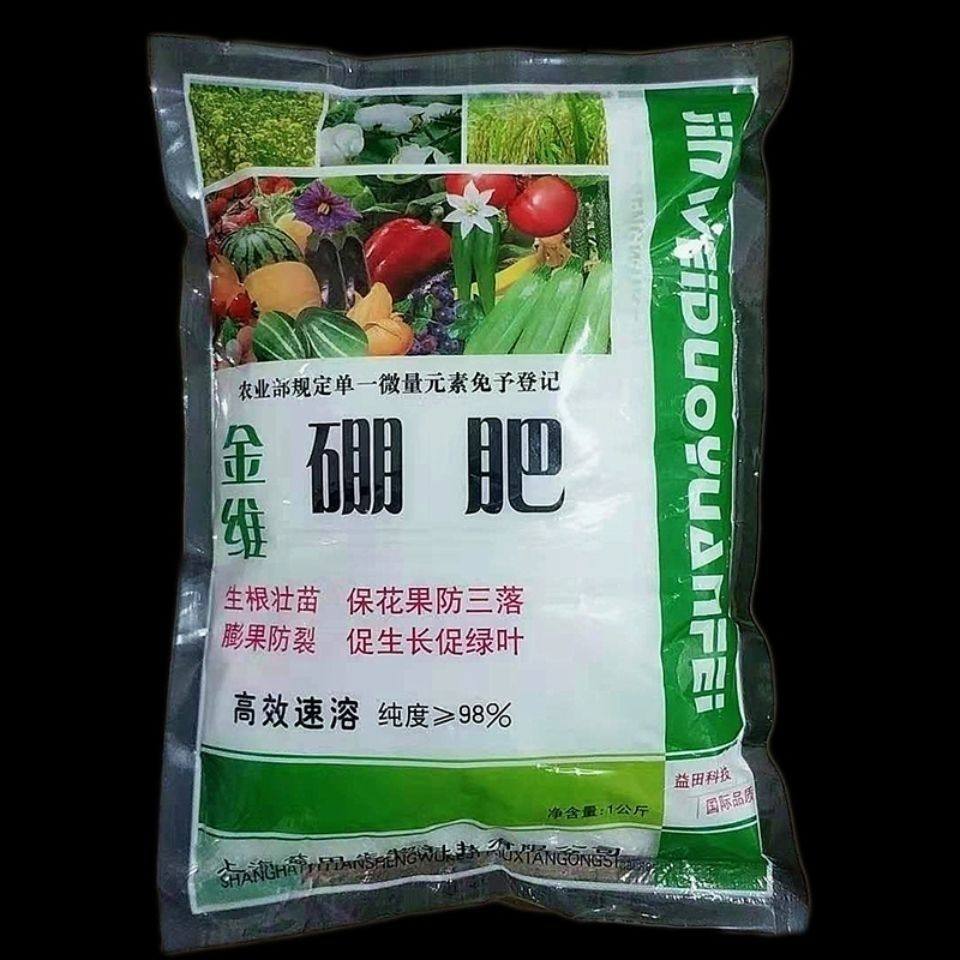 农业部规定单一微量元素免予登记
金维
硼肥
生根壮苗 保花果防三落
膨果防裂 促生长促绿叶
高效速溶 纯度≥98%
净含量:1公斤
JINWEIDUOYUANFEI
益田科技
国际品质